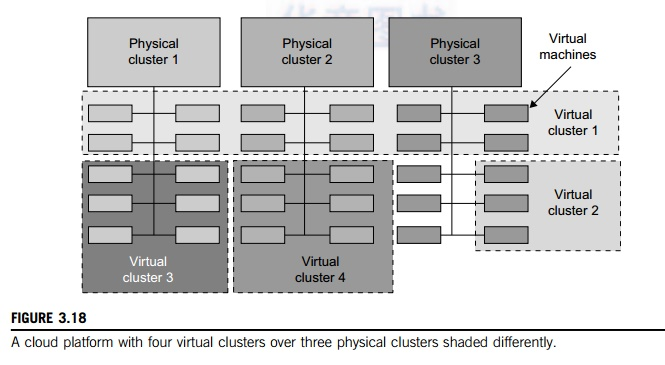 Physical
cluster 1
Physical
cluster 2
Physical
cluster 3
Virtual
machines
Virtual
cluster 1
Virtual
cluster 2
Virtual
cluster 3
Virtual
cluster 4
FIGURE 3.18
A cloud platform with four virtual clusters over three physical clusters shaded differently.